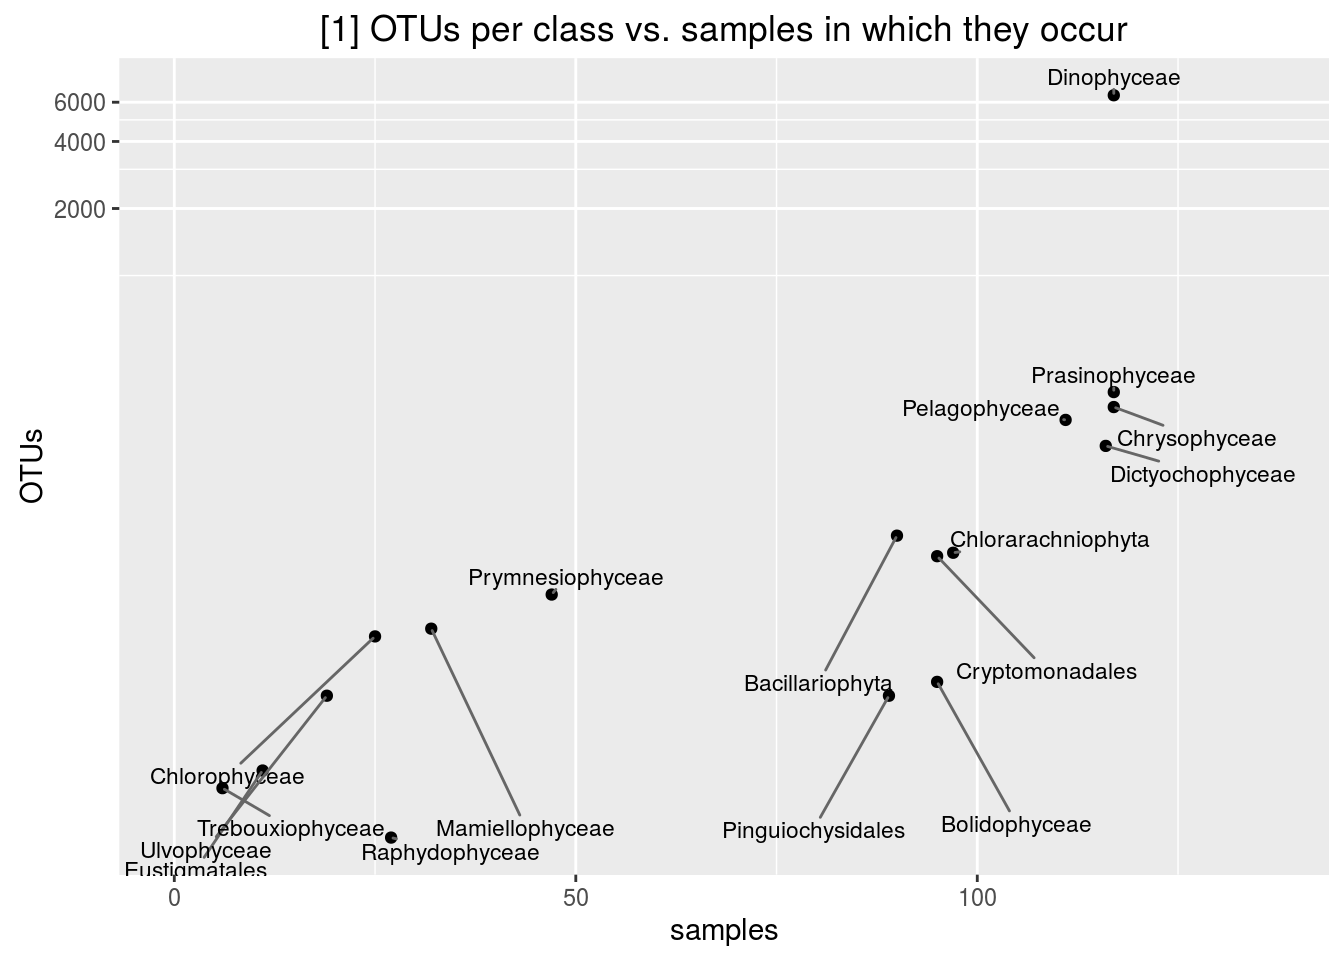 [1] OTUs per class vs. samples in which they occur
Dinophyceae
6000
4000
2000
Prasinophyceae
Pelagophyceae
Chrysophyceae
Dictyochophyceae
OTUs
Chlorarachniophyta
Prymnesiophyceae
Cryptomonadales
Bacillariophyta
Chlorophyceae
Trebouxiophyceae
Mamiellophyceae
Pinguiochysidales
Bolidophyceae
Ulvophyceae
Raphydophyceae
Eustigmatales
0
50
100
samples